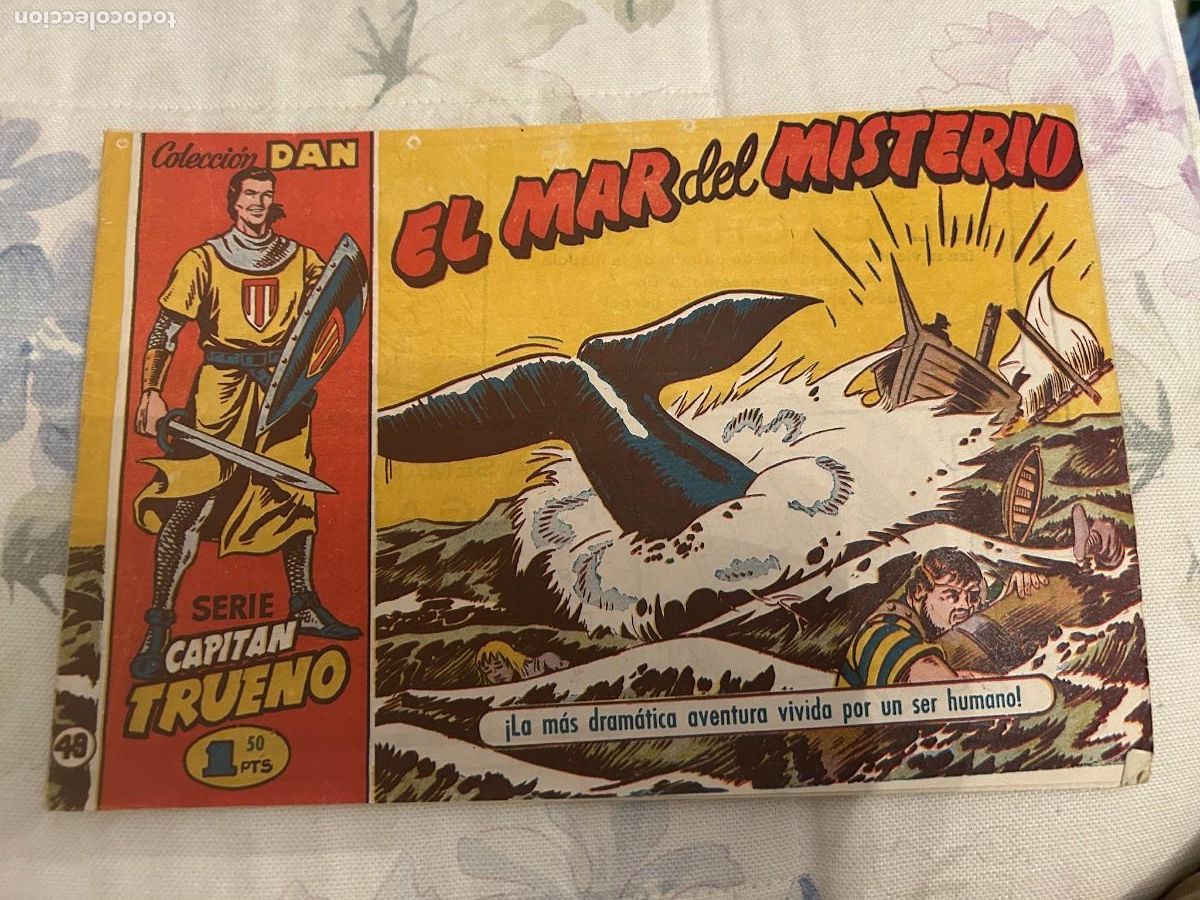 todocoleccion
Colección DAN
EL MAR del MISTERIO
SERIE
CAPITAN
TRUENO
1 50 PTS
49
¡La más dramática aventura vivida por un ser humano!